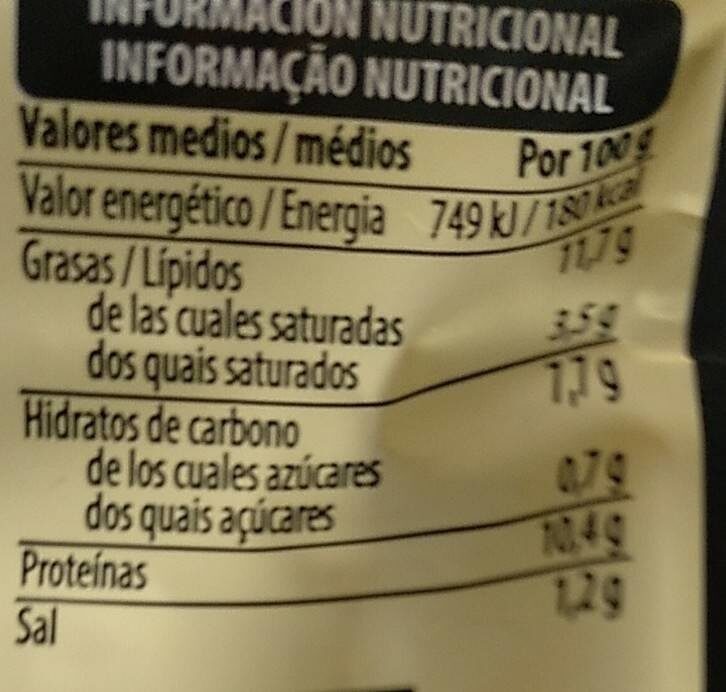 INFORMACIÓN NUTRICIONAL
INFORMAÇÃO NUTRICIONAL
Valores medios / médios Por 100 g
Valor energético / Energia 749 kJ / 180 kcal
Grasas / Lípidos 11,7 g
de las cuales saturadas 3,5 g
dos quais saturados
Hidratos de carbono 7,7 g
de los cuales azúcares 0,7 g
dos quais açúcares
Proteínas 10,4 g
Sal 1,2 g